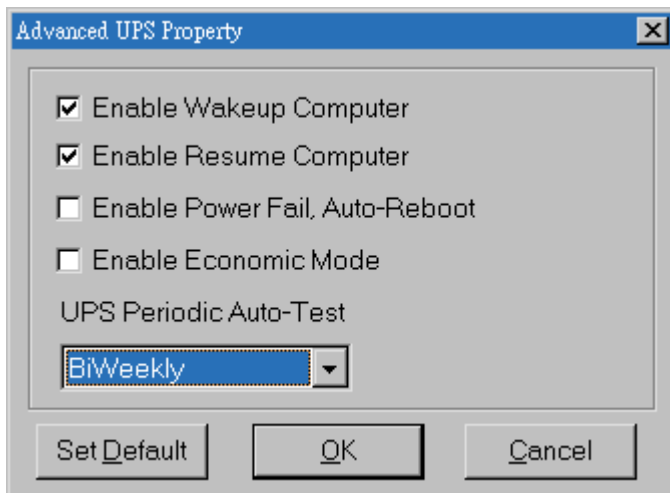 Advanced UPS Property
Enable Wakeup Computer
Enable Resume Computer
Enable Power Fail, Auto-Reboot
Enable Economic Mode
UPS Periodic Auto-Test
BiWeekly
Set Default
OK
Cancel